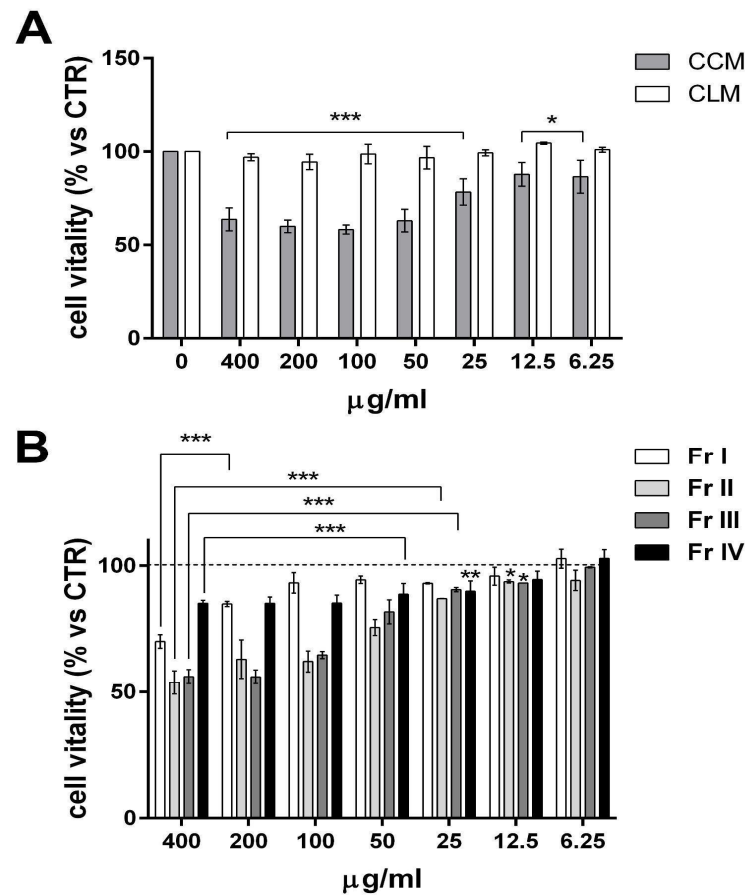 A
150
100
50
0
cell vitality (% vs CTR)
***
*
CCM
CLM
0 400 200 100 50 25 12.5 6.25
μg/ml
B
***
***
***
***
Fr I
Fr II
Fr III
Fr IV
100
50
0
cell vitality (% vs CTR)
** * *
400 200 100 50 25 12.5 6.25
μg/ml